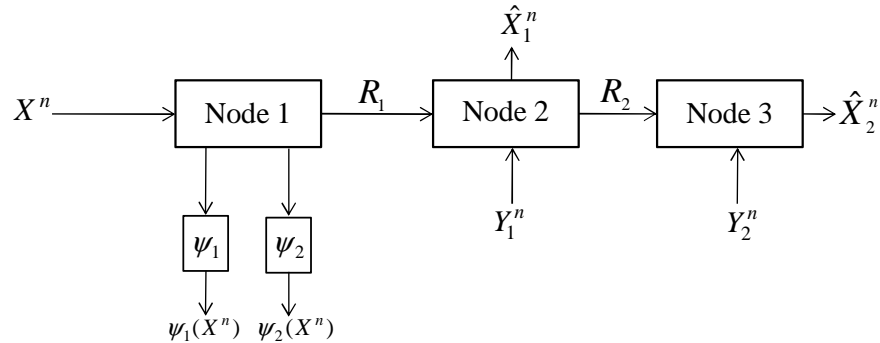 X̂₁ⁿ
Xⁿ Node 1 R₁ Node 2 R₂ Node 3 X̂₂ⁿ
Y₁ⁿ Y₂ⁿ
ψ₁ ψ₂
ψ₁(Xⁿ) ψ₂(Xⁿ)